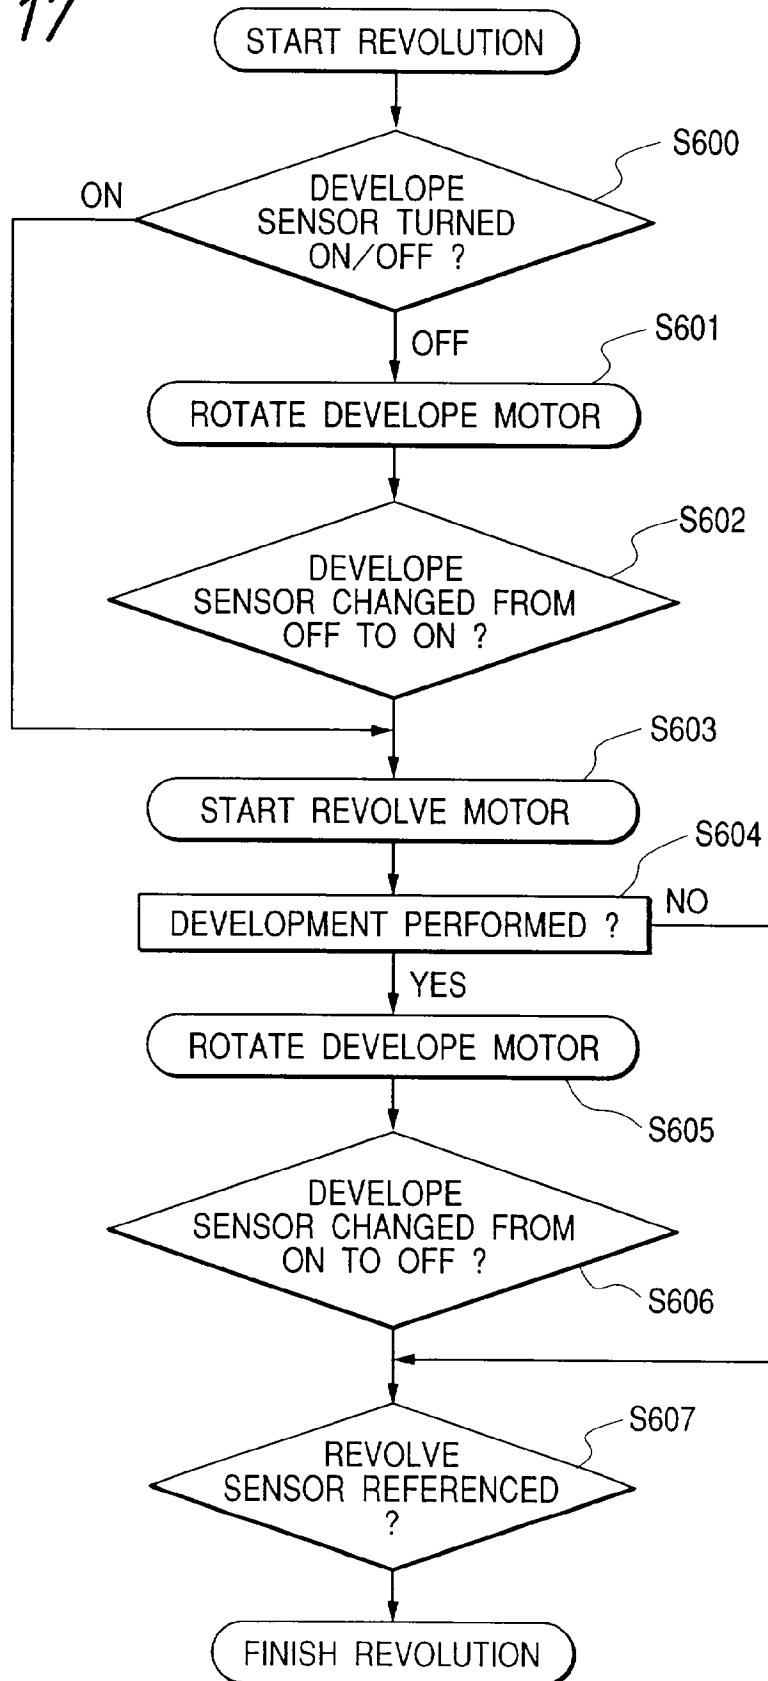 17
START REVOLUTION
S600
ON
DEVELOPE
SENSOR TURNED
ON/OFF ?
OFF
S601
ROTATE DEVELOPE MOTOR
S602
DEVELOPE
SENSOR CHANGED FROM
OFF TO ON ?
S603
START REVOLVE MOTOR
S604
DEVELOPMENT PERFORMED ?
NO
YES
ROTATE DEVELOPE MOTOR
S605
DEVELOPE
SENSOR CHANGED FROM
ON TO OFF ?
S606
S607
REVOLVE
SENSOR REFERENCED
?
FINISH REVOLUTION